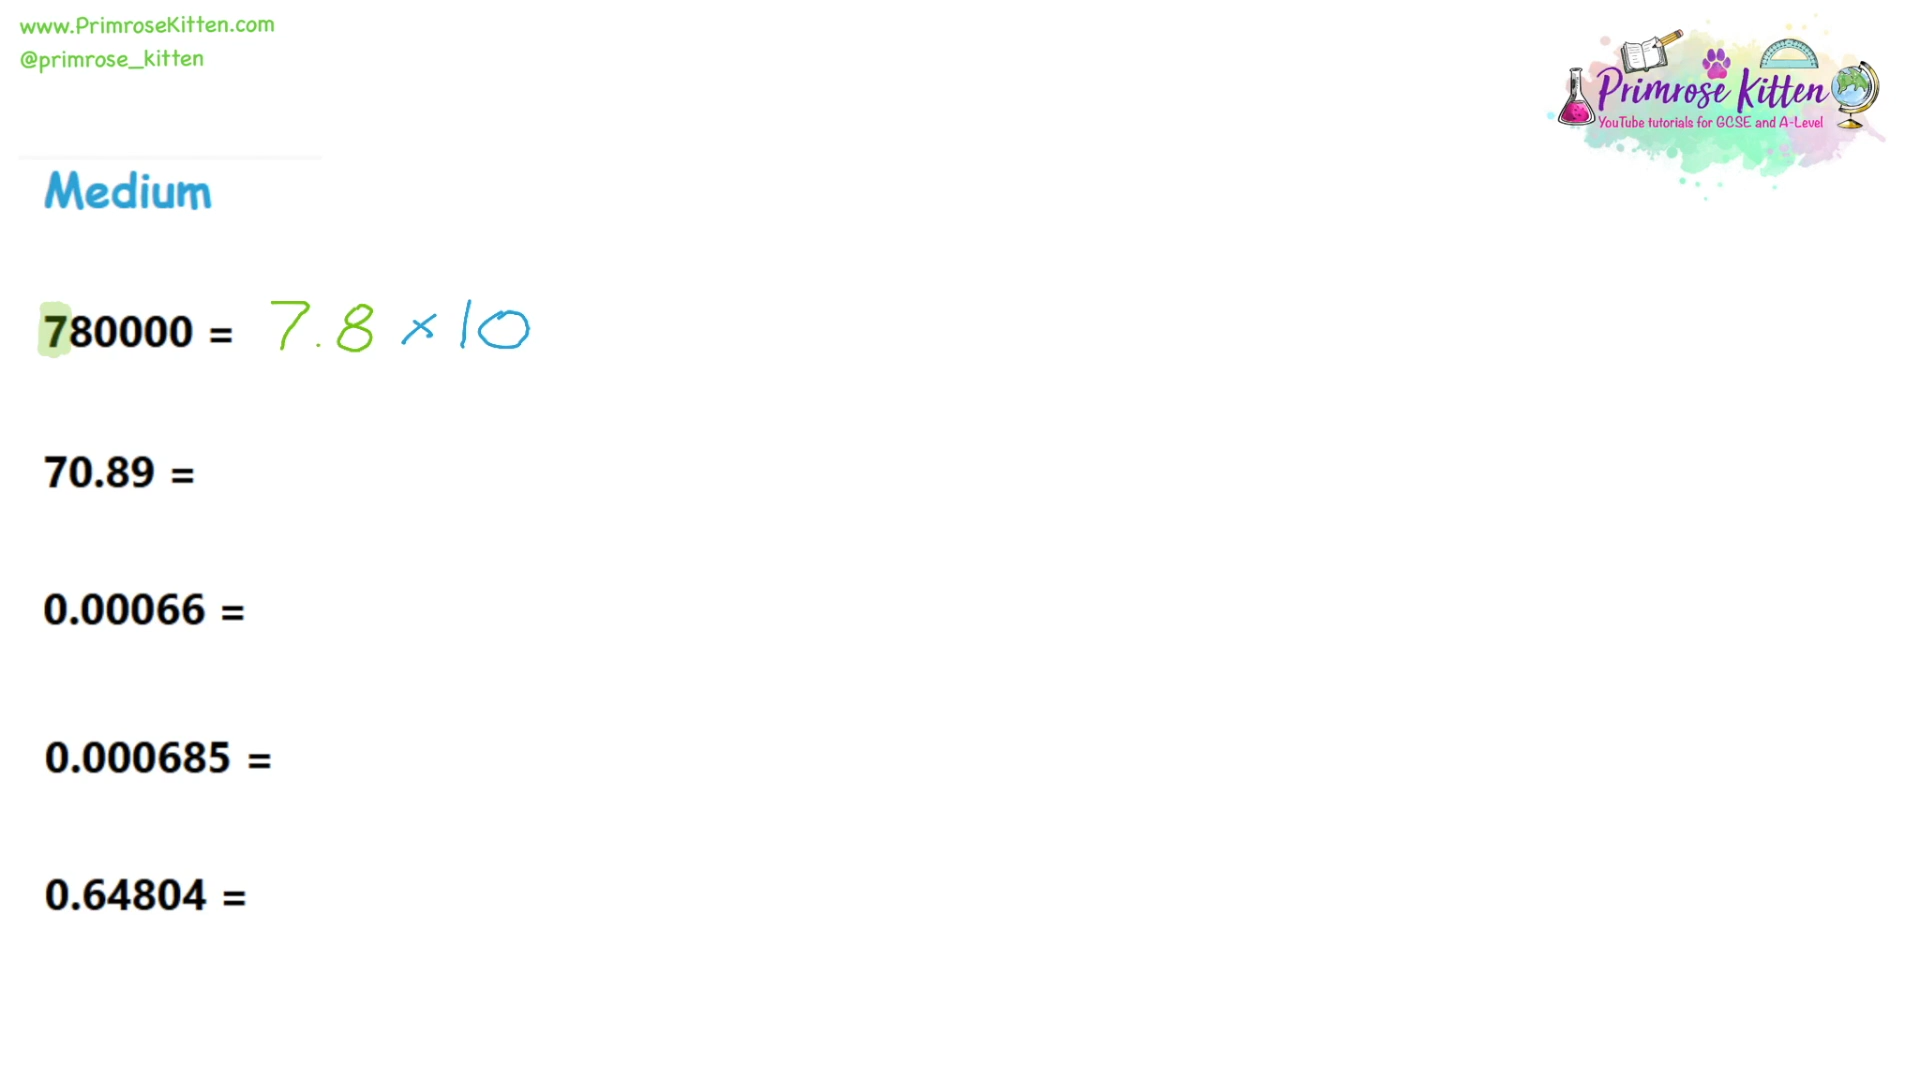 www.PrimroseKitten.com
@primrose_kitten
Primrose Kitten
YouTube tutorials for GCSE and A-Level
Medium
780000 = 7.8 × 10
70.89 =
0.00066 =
0.000685 =
0.64804 =